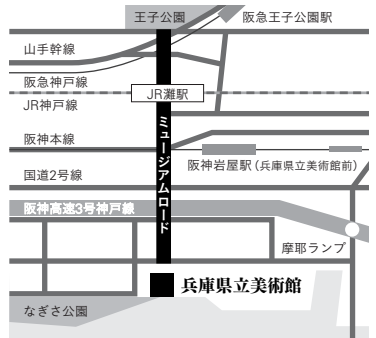 王子公園
阪急王子公園駅
山手幹線
阪急神戸線
JR灘駅
JR神戸線
ミュージアムロード
阪神本線
阪神岩屋駅(兵庫県立美術館前)
国道2号線
阪神高速3号神戸線
摩耶ランプ
兵庫県立美術館
なぎさ公園